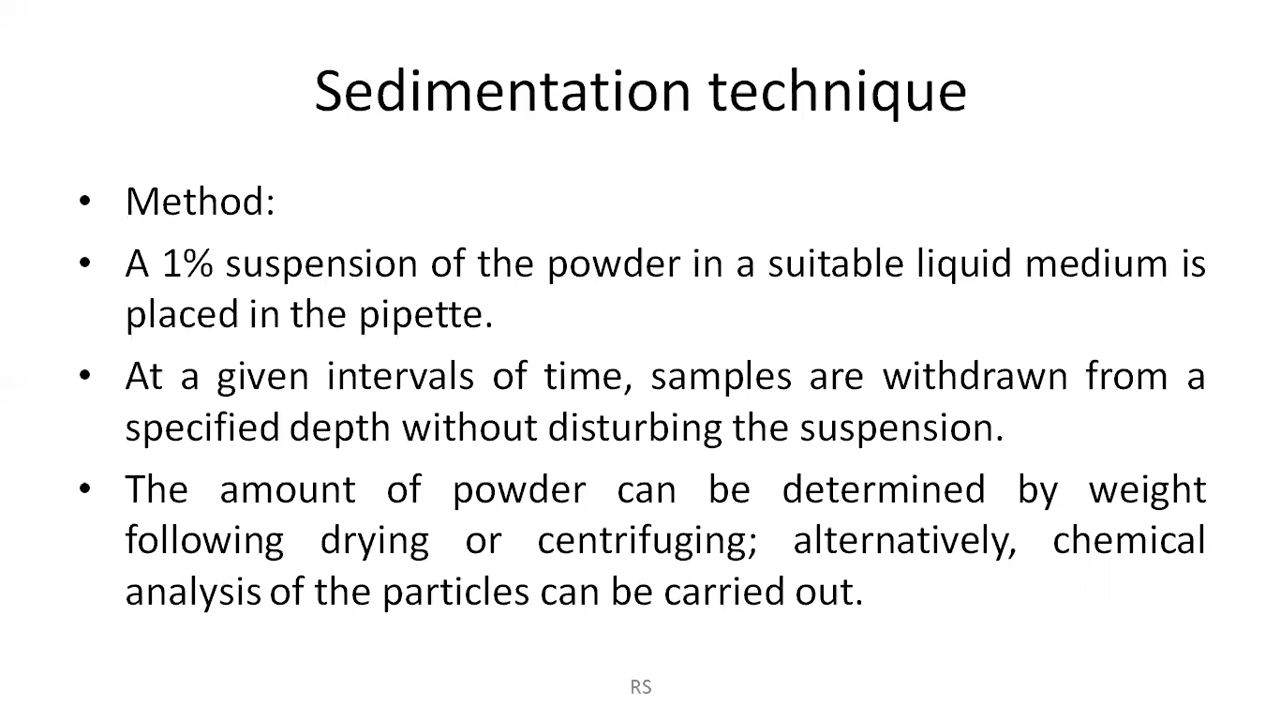 Sedimentation technique
• Method:
• A 1% suspension of the powder in a suitable liquid medium is
placed in the pipette.
• At a given intervals of time, samples are withdrawn from a
specified depth without disturbing the suspension.
• The amount of powder can be determined by weight
following drying or centrifuging; alternatively, chemical
analysis of the particles can be carried out.
RS